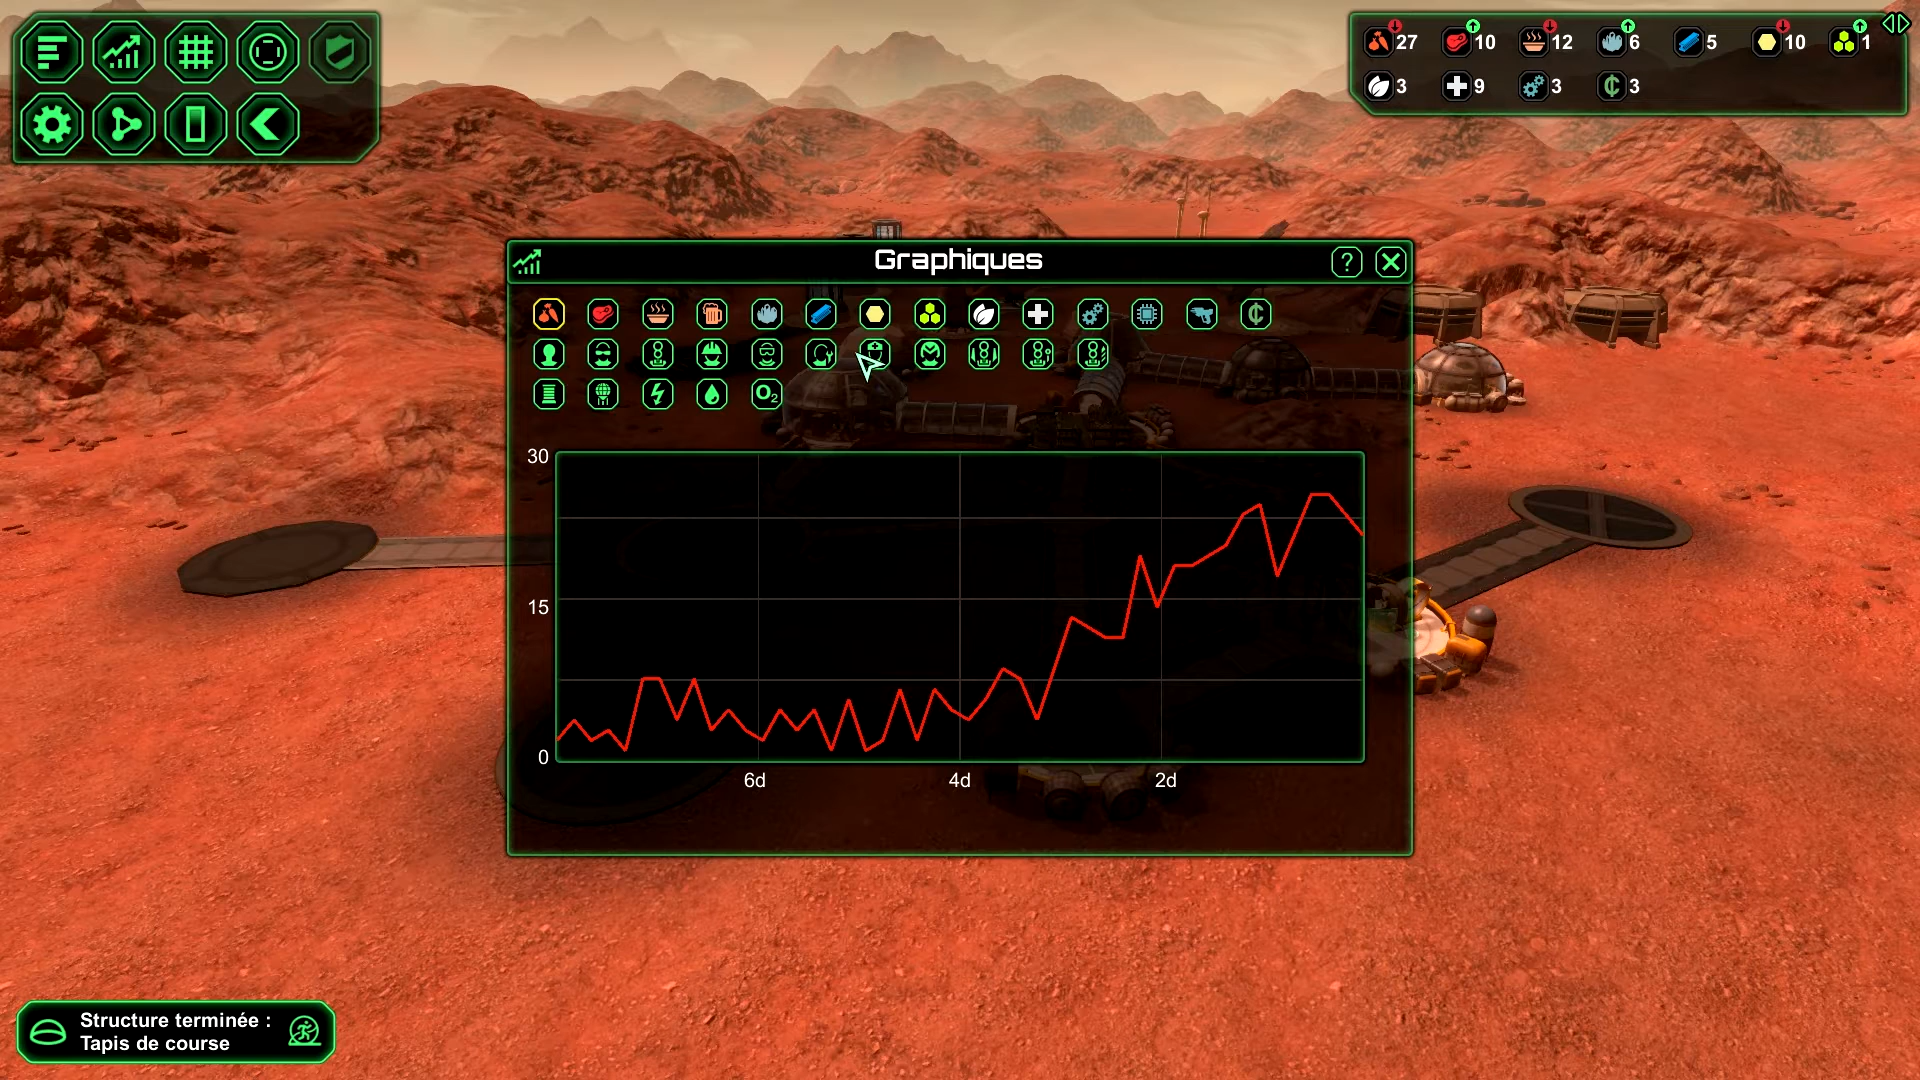 27 10 12 6 5 10 1
3 9 3 ₵ 3
Graphiques
?
O₂
30
15
0
6d 4d 2d
Structure terminée :
Tapis de course